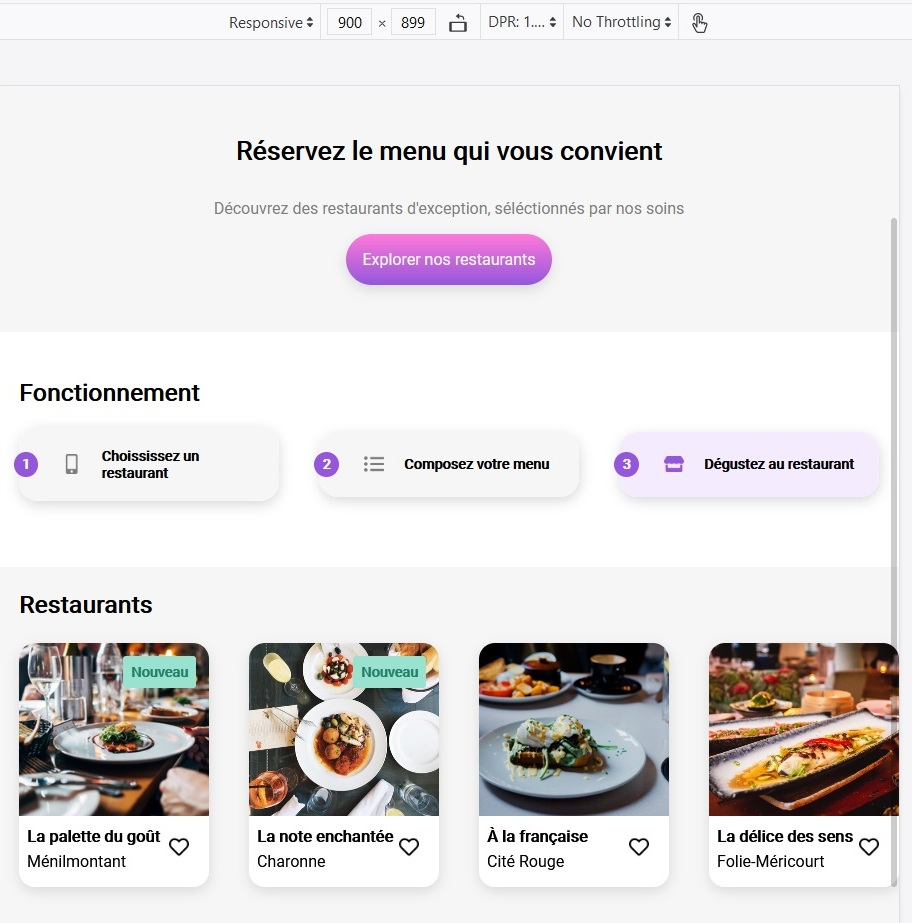 Responsive 900 × 899 DPR: 1.... No Throttling
Réservez le menu qui vous convient
Découvrez des restaurants d'exception, séléctionnés par nos soins
Explorer nos restaurants
Fonctionnement
1 Choississez un
restaurant
2 Composez votre menu
3 Dégustez au restaurant
Restaurants
Nouveau
Nouveau
La palette du goût
Ménilmontant
La note enchantée
Charonne
À la française
Cité Rouge
La délice des sens
Folie-Méricourt